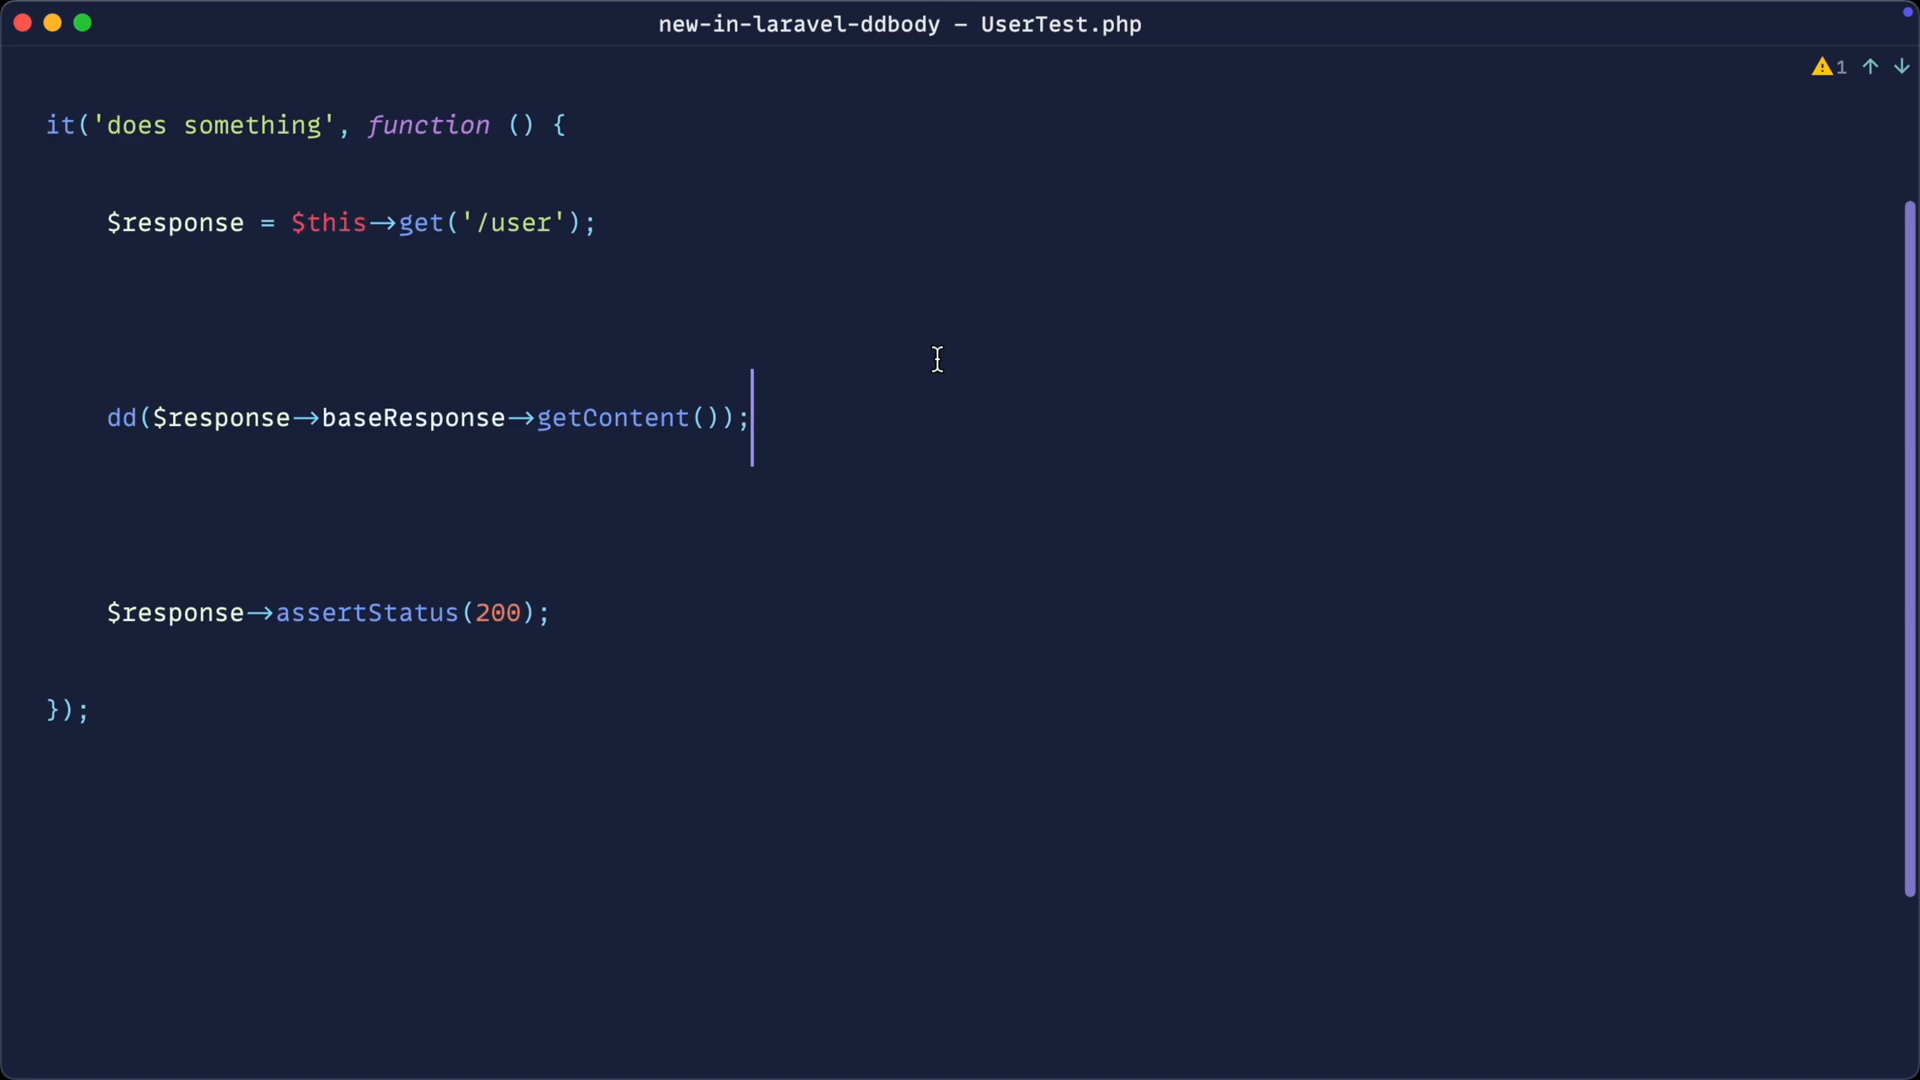 new-in-laravel-ddbody – UserTest.php
1
it('does something', function () {
$response = $this->get('/user');
dd($response->baseResponse->getContent());
$response->assertStatus(200);
});